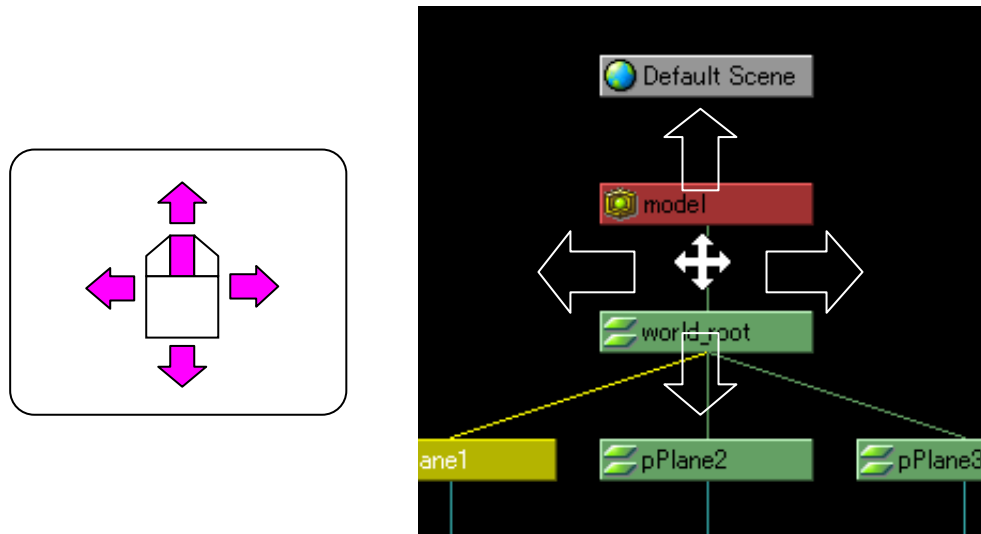 Default Scene
model
world_root
ane1
pPlane2
pPlane3